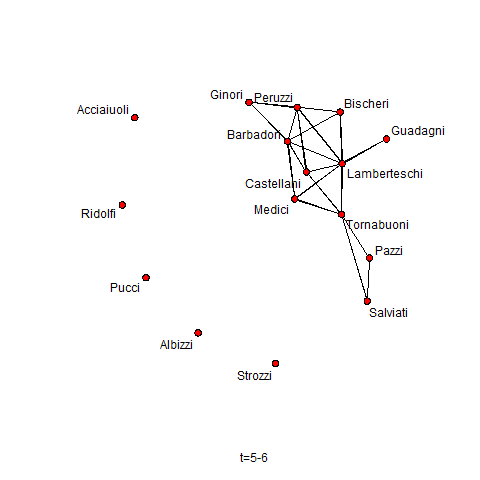 Ginori
Peruzzi
Bischeri
Acciaiuoli
Guadagni
Barbadori
Lamberteschi
Castellani
Medici
Ridolfi
Tornabuoni
Pazzi
Pucci
Salviati
Albizzi
Strozzi
t=5-6